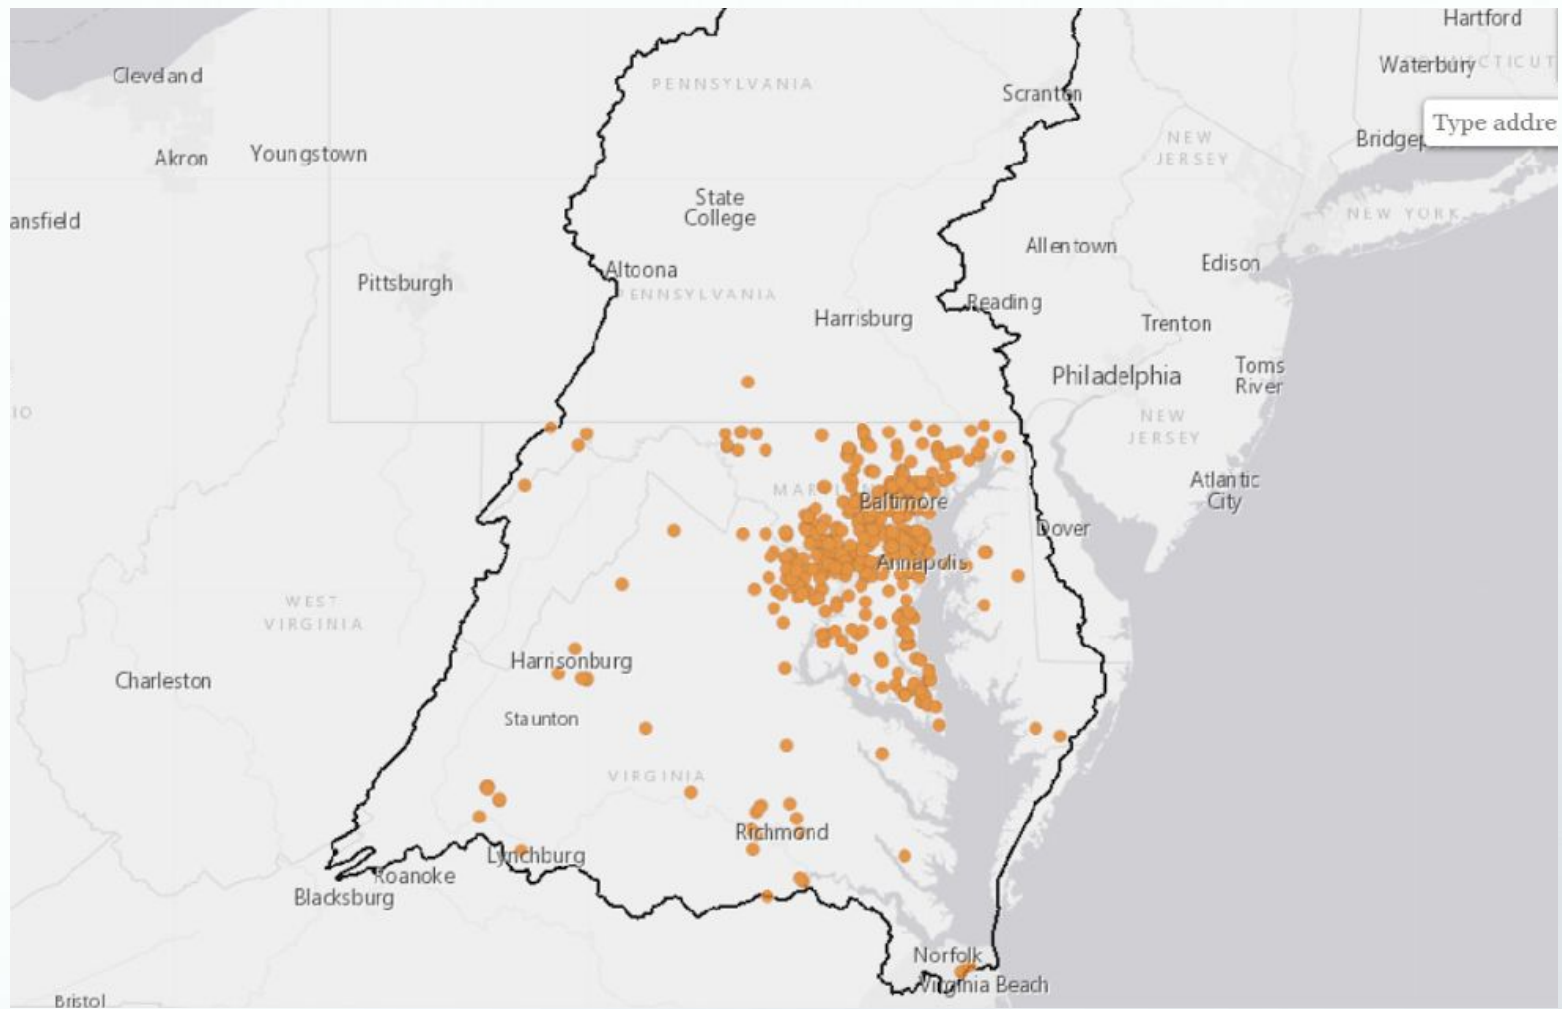 Hartford
Waterbury
CONNECTICUT
Cleveland
PENNSYLVANIA
Scranton
Type addre
Akron
Youngstown
NEW
JERSEY
State
College
ansfield
NEW YORK
Allentown
Edison
Altoona
Pittsburgh
PENNSYLVANIA
Reading
Harrisburg
Trenton
Toms
River
Philadelphia
IO
NEW
JERSEY
Atlantic
City
Baltimore
Dover
Annapolis
WEST
VIRGINIA
Harrisonburg
Charleston
Staunton
VIRGINIA
Richmond
Lynchburg
Roanoke
Blacksburg
Norfolk
Virginia Beach
Bristol